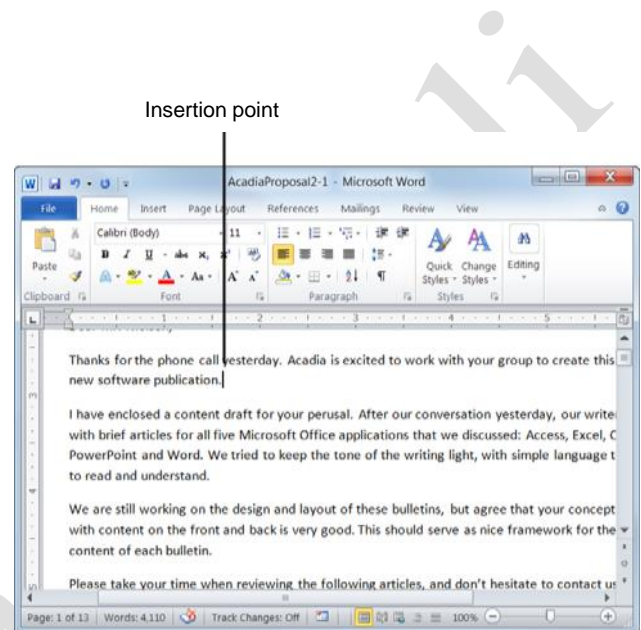 Insertion point
AcadiaProposal2-1 - Microsoft Word
File Home Insert Page Layout References Mailings Review View
Calibri (Body) 11
Paste
Quick Styles Change Styles Editing
Clipboard Font Paragraph Styles
1 2 3 4 5
Thanks for the phone call yesterday. Acadia is excited to work with your group to create this
new software publication.
I have enclosed a content draft for your perusal. After our conversation yesterday, our write
with brief articles for all five Microsoft Office applications that we discussed: Access, Excel, O
PowerPoint and Word. We tried to keep the tone of the writing light, with simple language t
to read and understand.
We are still working on the design and layout of these bulletins, but agree that your concept
with content on the front and back is very good. This should serve as nice framework for the
content of each bulletin.
Please take your time when reviewing the following articles, and don't hesitate to contact us
Page: 1 of 13 Words: 4,110 Track Changes: Off 100%